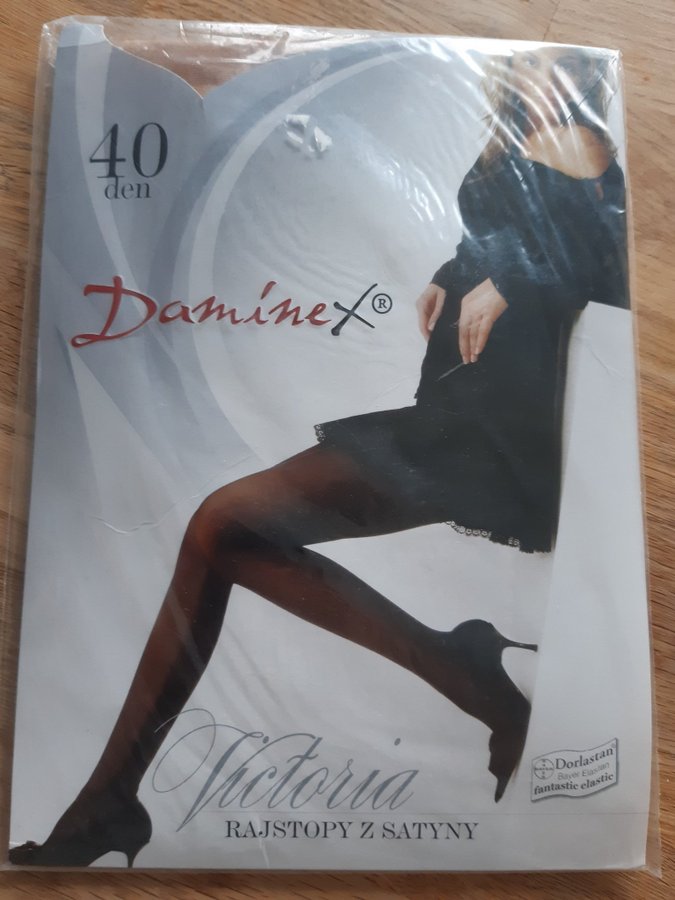 40
den
Daminex®
Victoria
RAJSTOPY Z SATYNY
Dorlastan®
Bayer Elastan
fantastic elastic